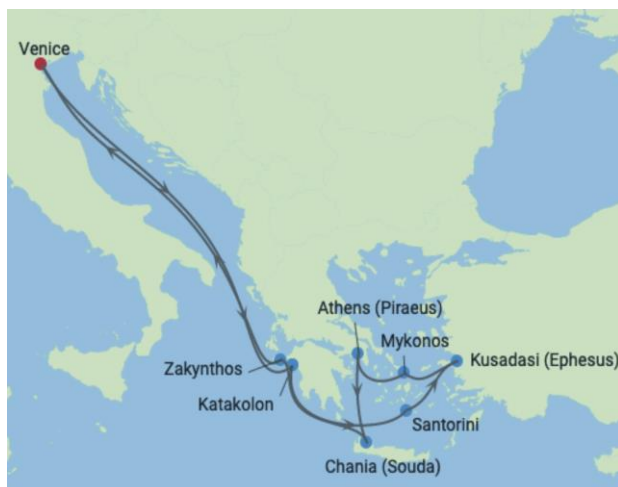 Venice
Athens (Piraeus)
Mykonos
Zakynthos
Kusadasi (Ephesus)
Katakolon
Santorini
Chania (Souda)